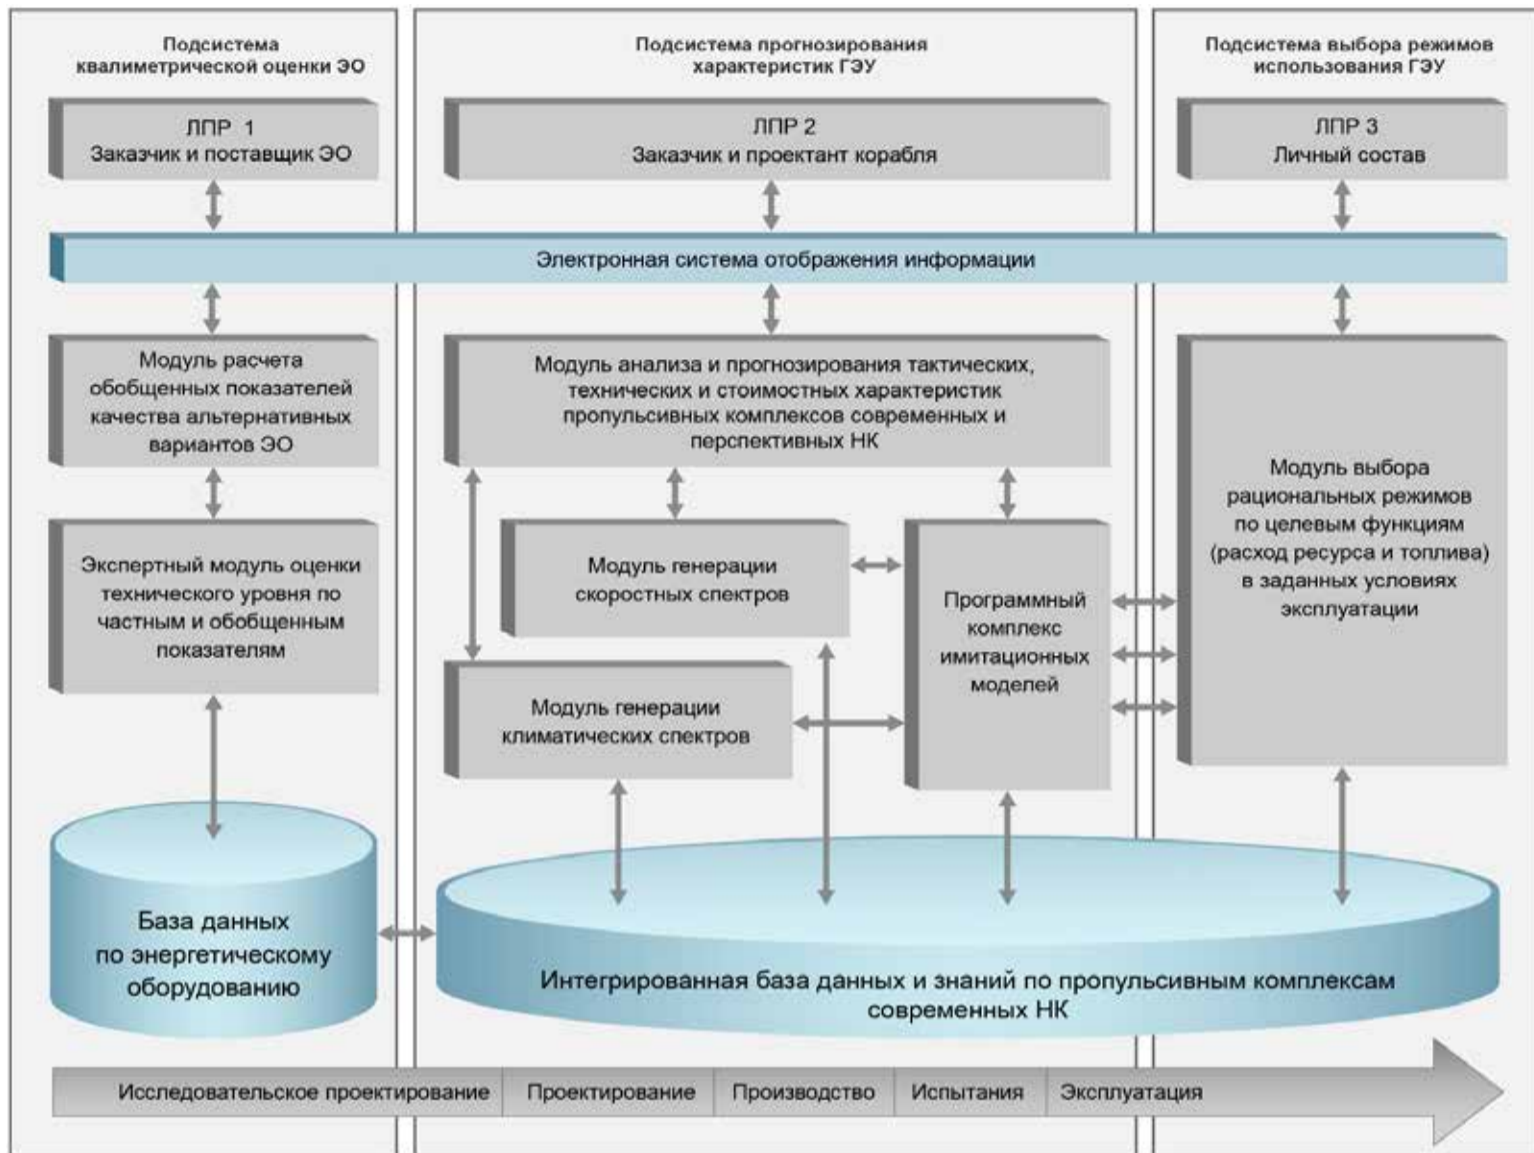 Подсистема
квалиметрической оценки ЭО
Подсистема прогнозирования
характеристик ГЭУ
Подсистема выбора режимов
использования ГЭУ
ЛПР 1
Заказчик и поставщик ЭО
ЛПР 2
Заказчик и проектант корабля
ЛПР 3
Личный состав
Электронная система отображения информации
Модуль расчета
обобщенных показателей
качества альтернативных
вариантов ЭО
Модуль анализа и прогнозирования тактических,
технических и стоимостных характеристик
пропульсивных комплексов современных и
перспективных НК
Модуль выбора
рациональных режимов
по целевым функциям
(расход ресурса и топлива)
в заданных условиях
эксплуатации
Экспертный модуль оценки
технического уровня по
частным и обобщенным
показателям
Модуль генерации
скоростных спектров
Программный
комплекс
имитационных
моделей
Модуль генерации
климатических спектров
База данных
по энергетическому
оборудованию
Интегрированная база данных и знаний по пропульсивным комплексам
современных НК
Исследовательское проектирование
Проектирование
Производство
Испытания
Эксплуатация